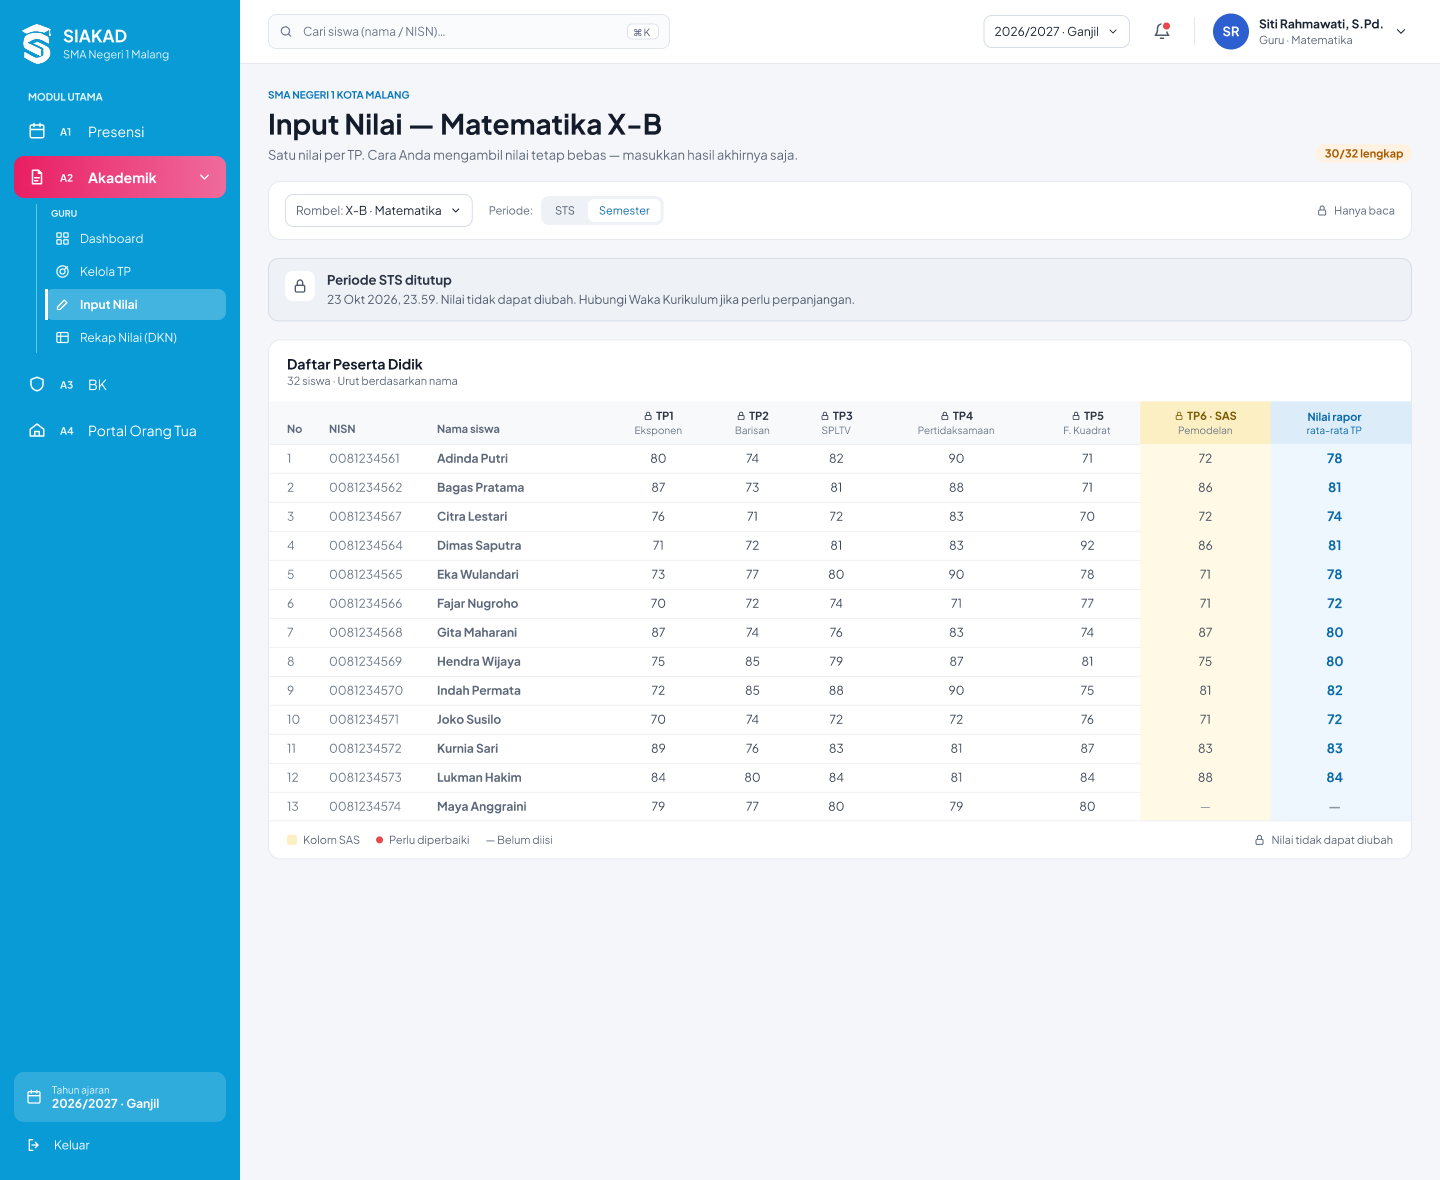 SIAKAD
SMA Negeri 1 Malang
MODUL UTAMA
A1 Presensi
A2 Akademik
GURU
Dashboard
Kelola TP
Input Nilai
Rekap Nilai (DKN)
A3 BK
A4 Portal Orang Tua
Tahun ajaran
2026/2027 · Ganjil
Keluar
Cari siswa (nama / NISN)...
⌘K
2026/2027 · Ganjil
SR
Siti Rahmawati, S.Pd.
Guru · Matematika
SMA NEGERI 1 KOTA MALANG
Input Nilai — Matematika X-B
Satu nilai per TP. Cara Anda mengambil nilai tetap bebas — masukkan hasil akhirnya saja.
30/32 lengkap
Rombel: X-B · Matematika Periode: STS Semester Hanya baca
Periode STS ditutup
23 Okt 2026, 23.59. Nilai tidak dapat diubah. Hubungi Waka Kurikulum jika perlu perpanjangan.
Daftar Peserta Didik
32 siswa · Urut berdasarkan nama
No NISN Nama siswa TP1 TP2 TP3 TP4 TP5 TP6 · SAS Nilai rapor
Eksponen Barisan SPLTV Pertidaksamaan F. Kuadrat Pemodelan rata-rata TP
1 0081234561 Adinda Putri 80 74 82 90 71 72 78
2 0081234562 Bagas Pratama 87 73 81 88 71 86 81
3 0081234567 Citra Lestari 76 71 72 83 70 72 74
4 0081234564 Dimas Saputra 71 72 81 83 92 86 81
5 0081234565 Eka Wulandari 73 77 80 90 78 71 78
6 0081234566 Fajar Nugroho 70 72 74 71 77 71 72
7 0081234568 Gita Maharani 87 74 76 83 74 87 80
8 0081234569 Hendra Wijaya 75 85 79 87 81 75 80
9 0081234570 Indah Permata 72 85 88 90 75 81 82
10 0081234571 Joko Susilo 70 74 72 72 76 71 72
11 0081234572 Kurnia Sari 89 76 83 81 87 83 83
12 0081234573 Lukman Hakim 84 80 84 81 84 88 84
13 0081234574 Maya Anggraini 79 77 80 79 80 — —
Kolom SAS Perlu diperbaiki — Belum diisi Nilai tidak dapat diubah